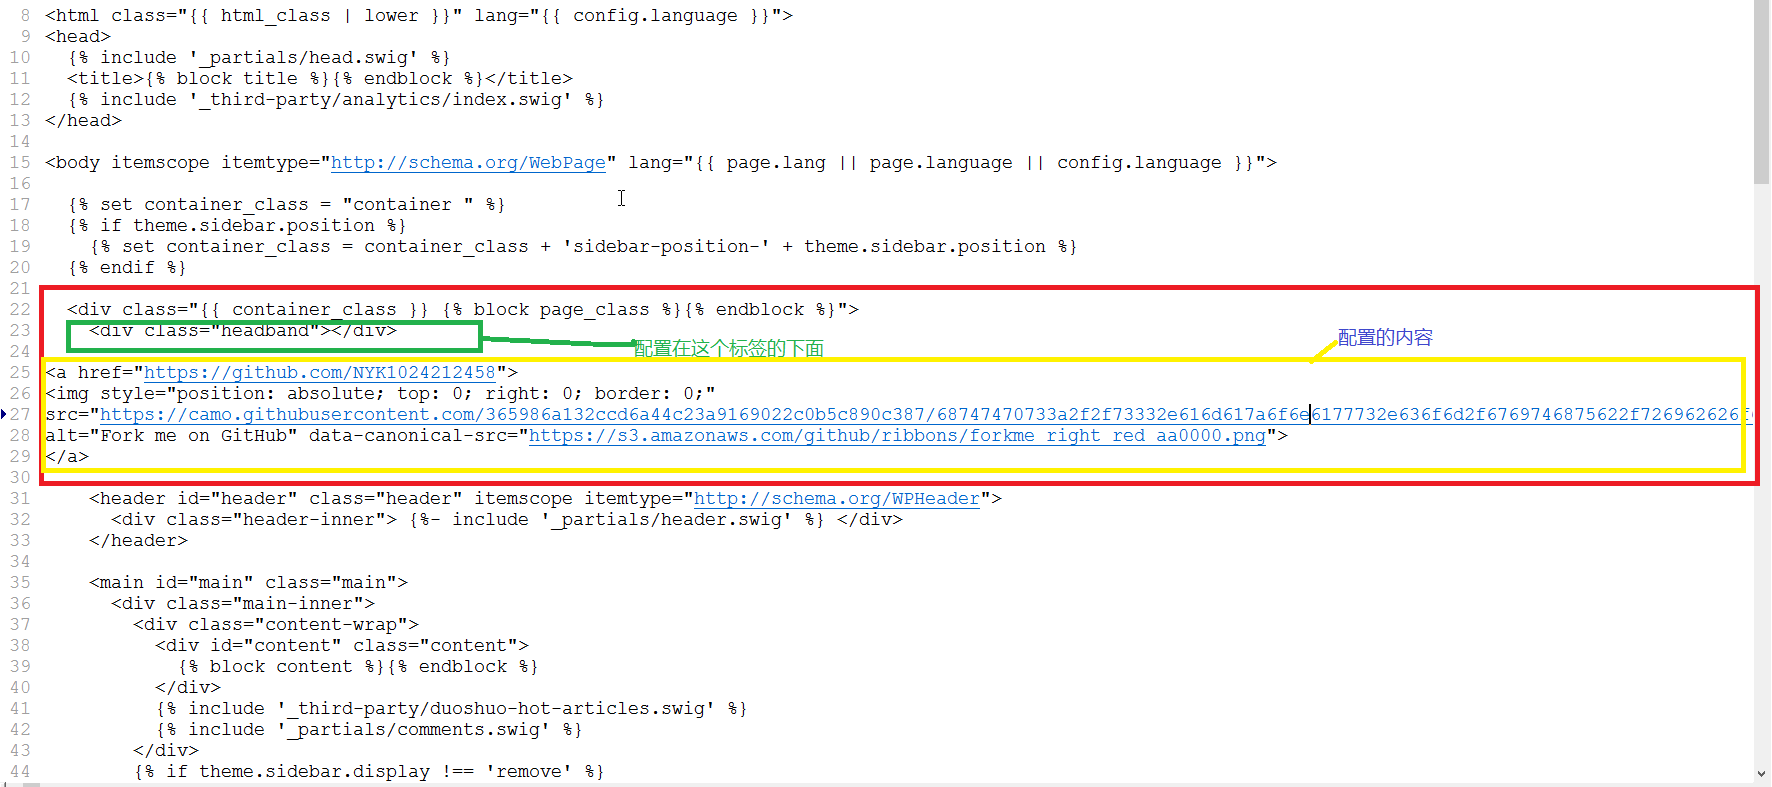 8 <html class="{{ html_class | lower }}" lang="{{ config.language }}">
9 <head>
10 {% include '_partials/head.swig' %}
11 <title>{% block title %}{% endblock %}</title>
12 {% include '_third-party/analytics/index.swig' %}
13 </head>
14
15 <body itemscope itemtype="http://schema.org/WebPage" lang="{{ page.lang || page.language || config.language }}">
16
17 {% set container_class = "container " %}
18 {% if theme.sidebar.position %}
19 {% set container_class = container_class + 'sidebar-position-' + theme.sidebar.position %}
20 {% endif %}
21
22 <div class="{{ container_class }} {% block page_class %}{% endblock %}">
23 <div class="headband"></div>
配置在这个标签的下面
配置的内容
24
25 <a href="https://github.com/NYK1024212458">
26 <img style="position: absolute; top: 0; right: 0; border: 0;"
27 src="https://camo.githubusercontent.com/365986a132ccd6a44c23a9169022c0b5c890c387/68747470733a2f2f73332e616d617a6f6e6177732e636f6d2f6769746875622f726962626f
28 alt="Fork me on GitHub" data-canonical-src="https://s3.amazonaws.com/github/ribbons/forkme_right_red_aa0000.png">
29 </a>
30
31 <header id="header" class="header" itemscope itemtype="http://schema.org/WPHeader">
32 <div class="header-inner"> {%- include '_partials/header.swig' %} </div>
33 </header>
34
35 <main id="main" class="main">
36 <div class="main-inner">
37 <div class="content-wrap">
38 <div id="content" class="content">
39 {% block content %}{% endblock %}
40 </div>
41 {% include '_third-party/duoshuo-hot-articles.swig' %}
42 {% include '_partials/comments.swig' %}
43 </div>
44 {% if theme.sidebar.display !== 'remove' %}